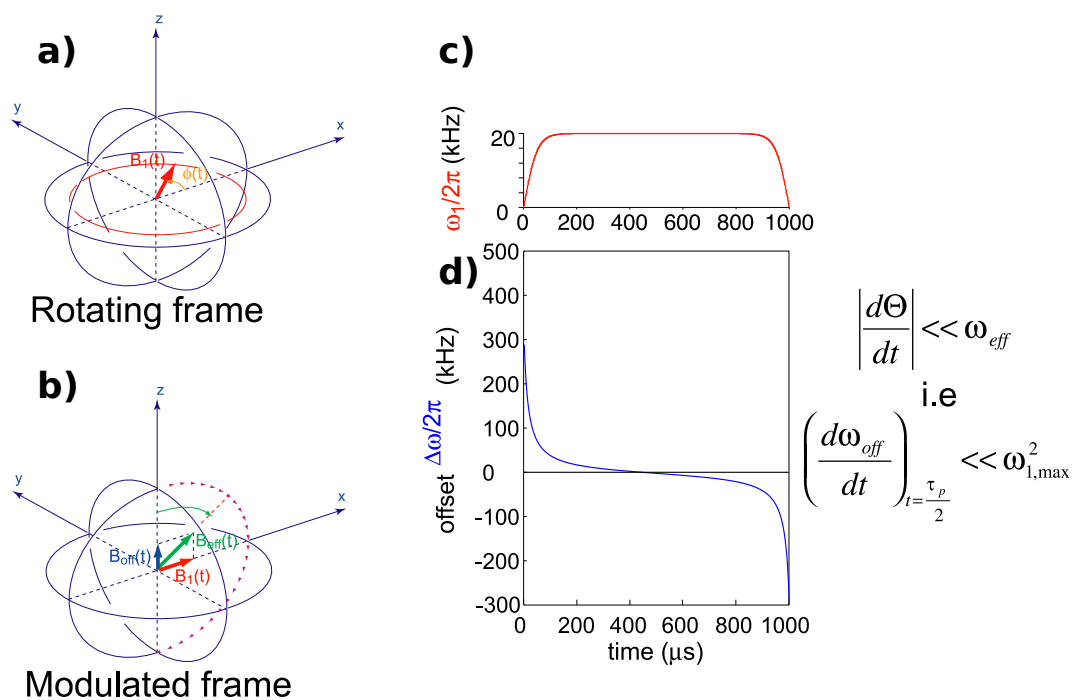 a)
z
y
x
B₁(t)
ϕ(t)
Rotating frame
b)
z
y
x
Boff(t)
Beff(t)
B₁(t)
Modulated frame
c)
ω₁/2π (kHz)
20
0
0 200 400 600 800 1000
d)
offset Δω/2π (kHz)
500
400
300
200
100
0
-100
-200
-300
0 200 400 600 800 1000
time (μs)
|dΘ/dt| << ω_eff
i.e
(dω_off/dt)_{t=τ_p/2} << ω²_{1,max}